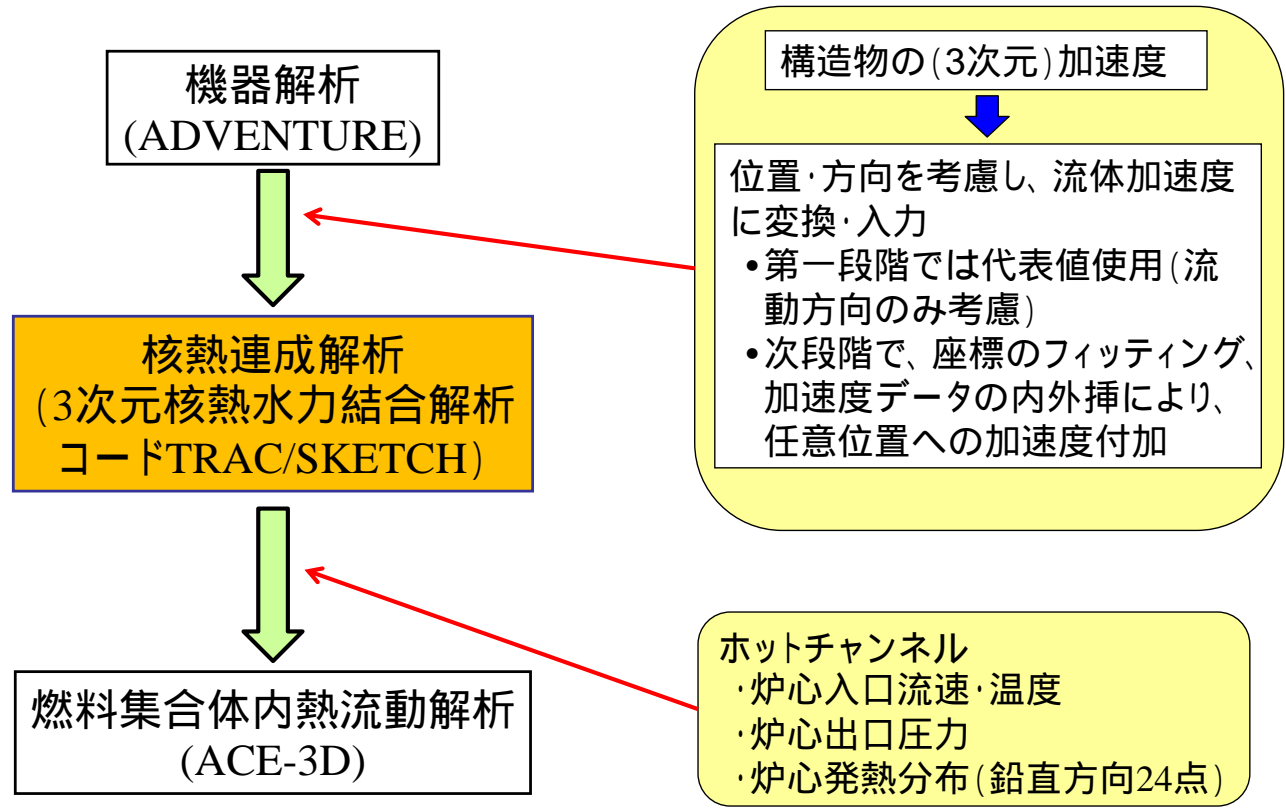 機器解析
(ADVENTURE)
核熱連成解析
(3次元核熱水力結合解析
コードTRAC/SKETCH)
燃料集合体内熱流動解析
(ACE-3D)
構造物の(3次元)加速度
位置・方向を考慮し、流体加速度
に変換・入力
•第一段階では代表値使用(流
動方向のみ考慮)
•次段階で、座標のフィッティング、
加速度データの内外挿により、
任意位置への加速度付加
ホットチャンネル
・炉心入口流速・温度
・炉心出口圧力
・炉心発熱分布(鉛直方向24点)